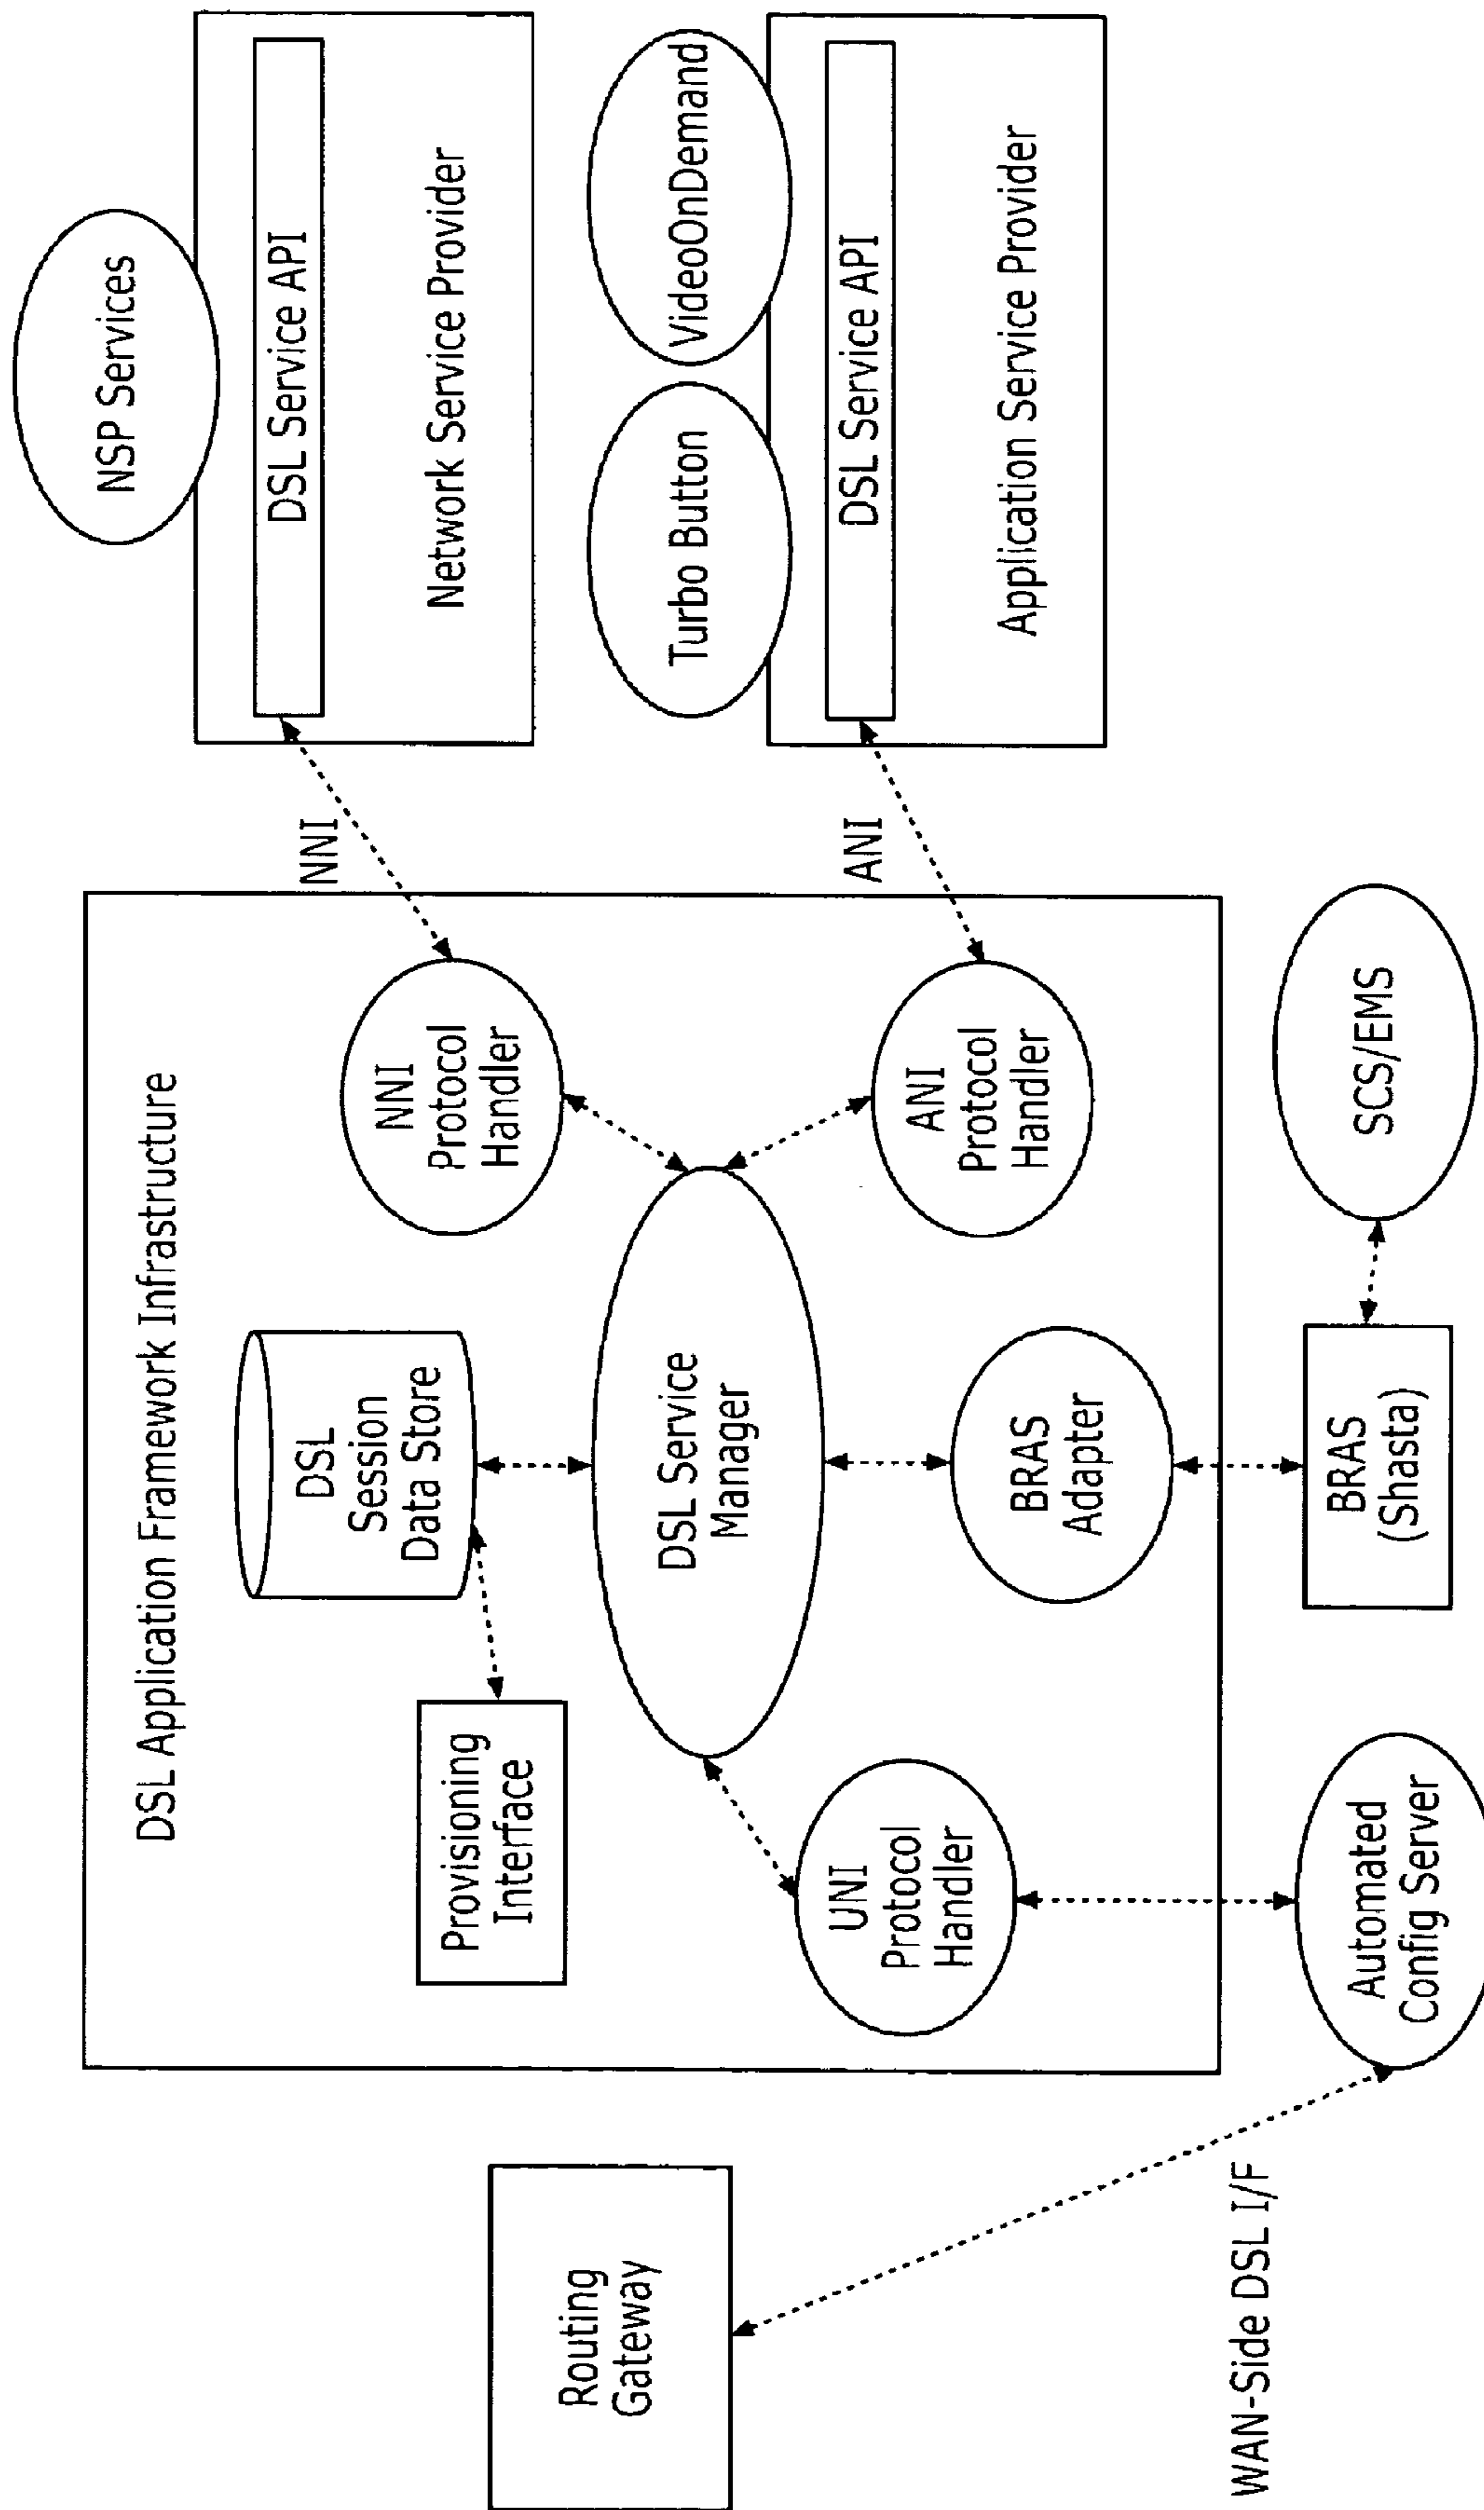 DSL Application Framework Infrastructure
Routing
Gateway
Provisioning
Interface
DSL
Session
Data Store
NNI
Protocol
Handler
NNI
NSP Services
DSL Service API
Network Service Provider
DSL Service
Manager
Turbo Button
VideoOnDemand
UNI
Protocol
Handler
BRAS
Adapter
ANI
Protocol
Handler
ANI
DSL Service API
Application Service Provider
WAN-Side DSL I/F
Automated
Config Server
BRAS
(Shasta)
SCS/EMS